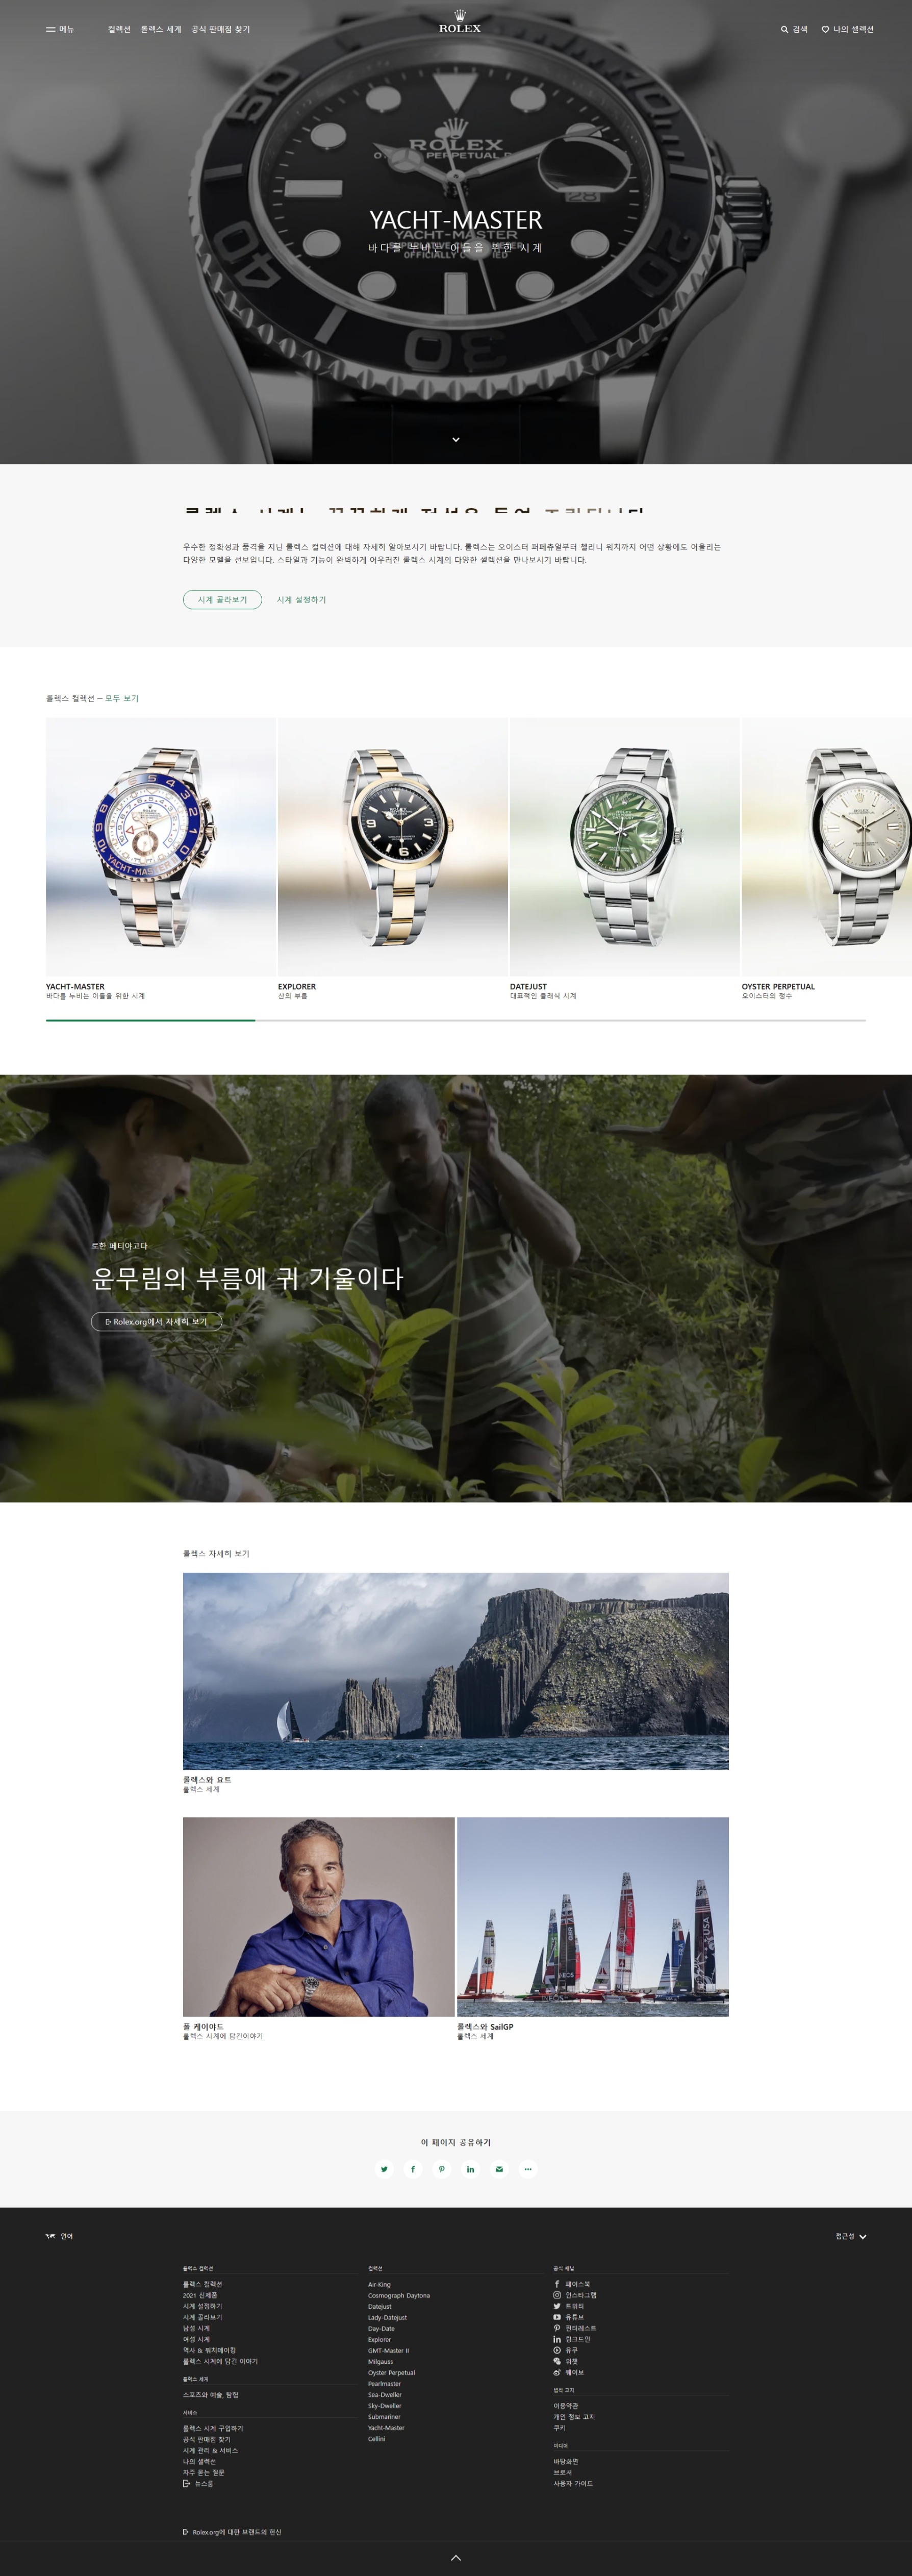 메뉴
컬렉션 롤렉스 세계 공식 판매점 찾기
ROLEX
검색
나의 셀렉션
ROLEX
YACHT-MASTER
바다를 누비는 이들을 위한 시계
우수한 정확성과 품격을 지닌 롤렉스 컬렉션에 대해 자세히 알아보시기 바랍니다. 롤렉스는 오이스터 퍼페츄얼부터 첼리니 워치까지 어떤 상황에도 어울리는
다양한 모델을 선보입니다. 스타일과 기능이 완벽하게 어우러진 롤렉스 시계의 다양한 셀렉션을 만나보시기 바랍니다.
시계 골라보기
시계 설정하기
롤렉스 컬렉션 – 모두 보기
YACHT-MASTER
바다를 누비는 이들을 위한 시계
EXPLORER
산의 부름
DATEJUST
대표적인 클래식 시계
OYSTER PERPETUAL
오이스터의 정수
로한 페티야고다
운무림의 부름에 귀 기울이다
Rolex.org에서 자세히 보기
롤렉스 자세히 보기
롤렉스와 요트
롤렉스 세계
폴 케이야드
롤렉스 시계에 담긴이야기
롤렉스와 SailGP
롤렉스 세계
이 페이지 공유하기
언어
접근성
롤렉스 컬렉션
롤렉스 컬렉션
2021 신제품
시계 설정하기
시계 골라보기
남성 시계
여성 시계
역사 & 워치메이킹
롤렉스 시계에 담긴 이야기
롤렉스 세계
스포츠와 예술, 탐험
서비스
롤렉스 시계 구입하기
공식 판매점 찾기
시계 관리 & 서비스
나의 셀렉션
자주 묻는 질문
뉴스룸
컬렉션
Air-King
Cosmograph Daytona
Datejust
Lady-Datejust
Day-Date
Explorer
GMT-Master II
Milgauss
Oyster Perpetual
Pearlmaster
Sea-Dweller
Sky-Dweller
Submariner
Yacht-Master
Cellini
공식 채널
페이스북
인스타그램
트위터
유튜브
핀터레스트
링크드인
유쿠
위챗
웨이보
법적 고지
이용약관
개인 정보 고지
쿠키
미디어
바탕화면
브로셔
사용자 가이드
Rolex.org에 대한 브랜드의 헌신